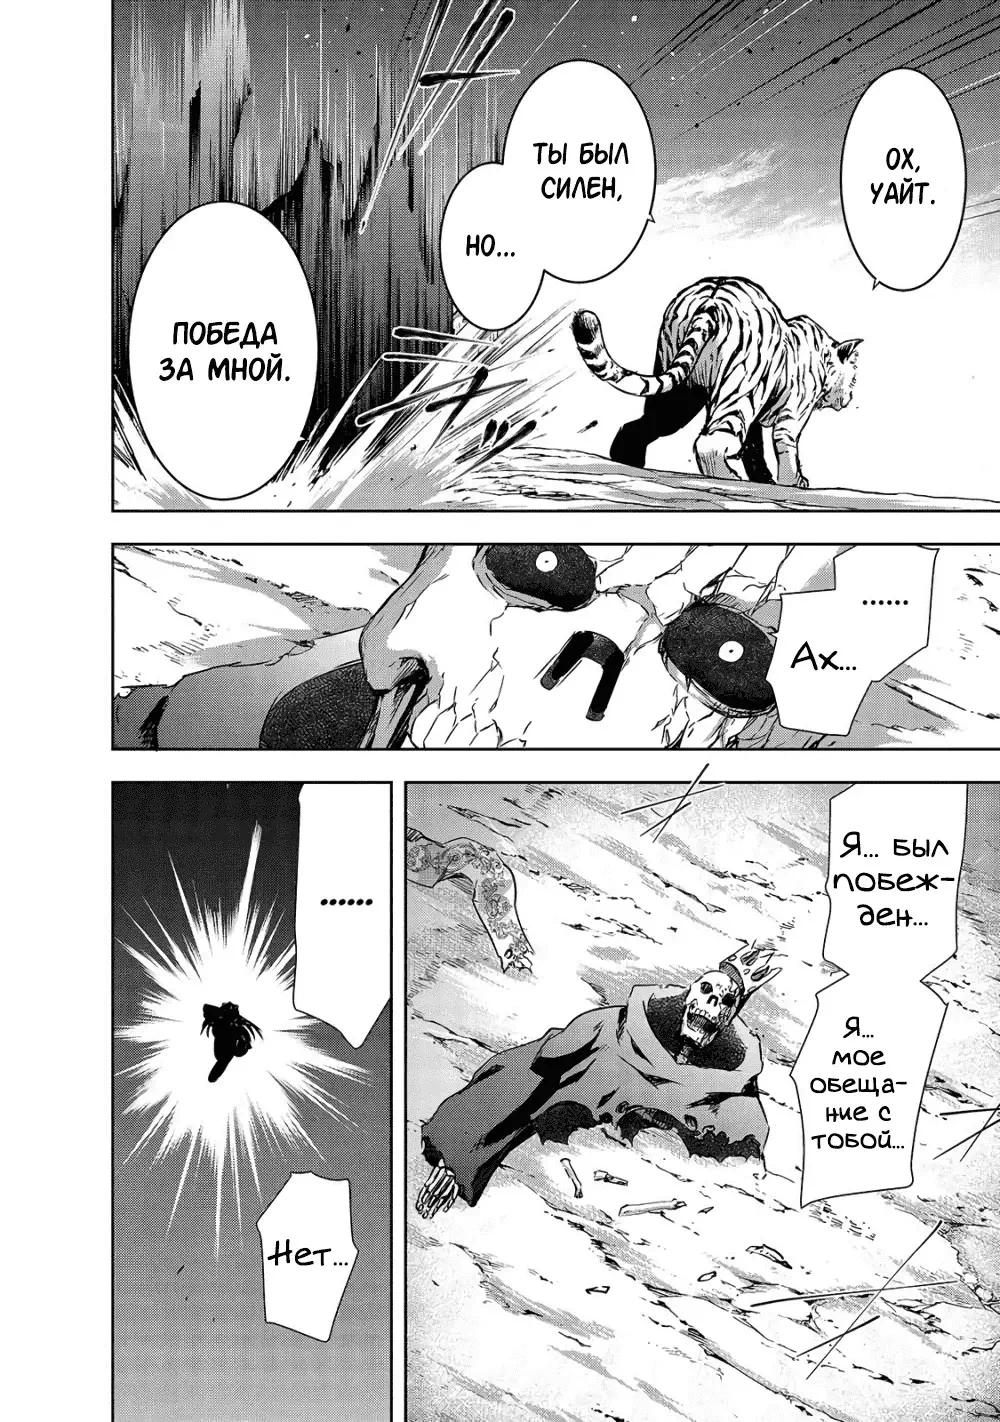 ОХ,
УАЙТ.
ТЫ БЫЛ
СИЛЕН,
НО...
ПОБЕДА
ЗА МНОЙ.
......
Ах...
Я... был
побеж-
ден...
Я...
мое
обеща-
ние с
тобой...
......
Нет...